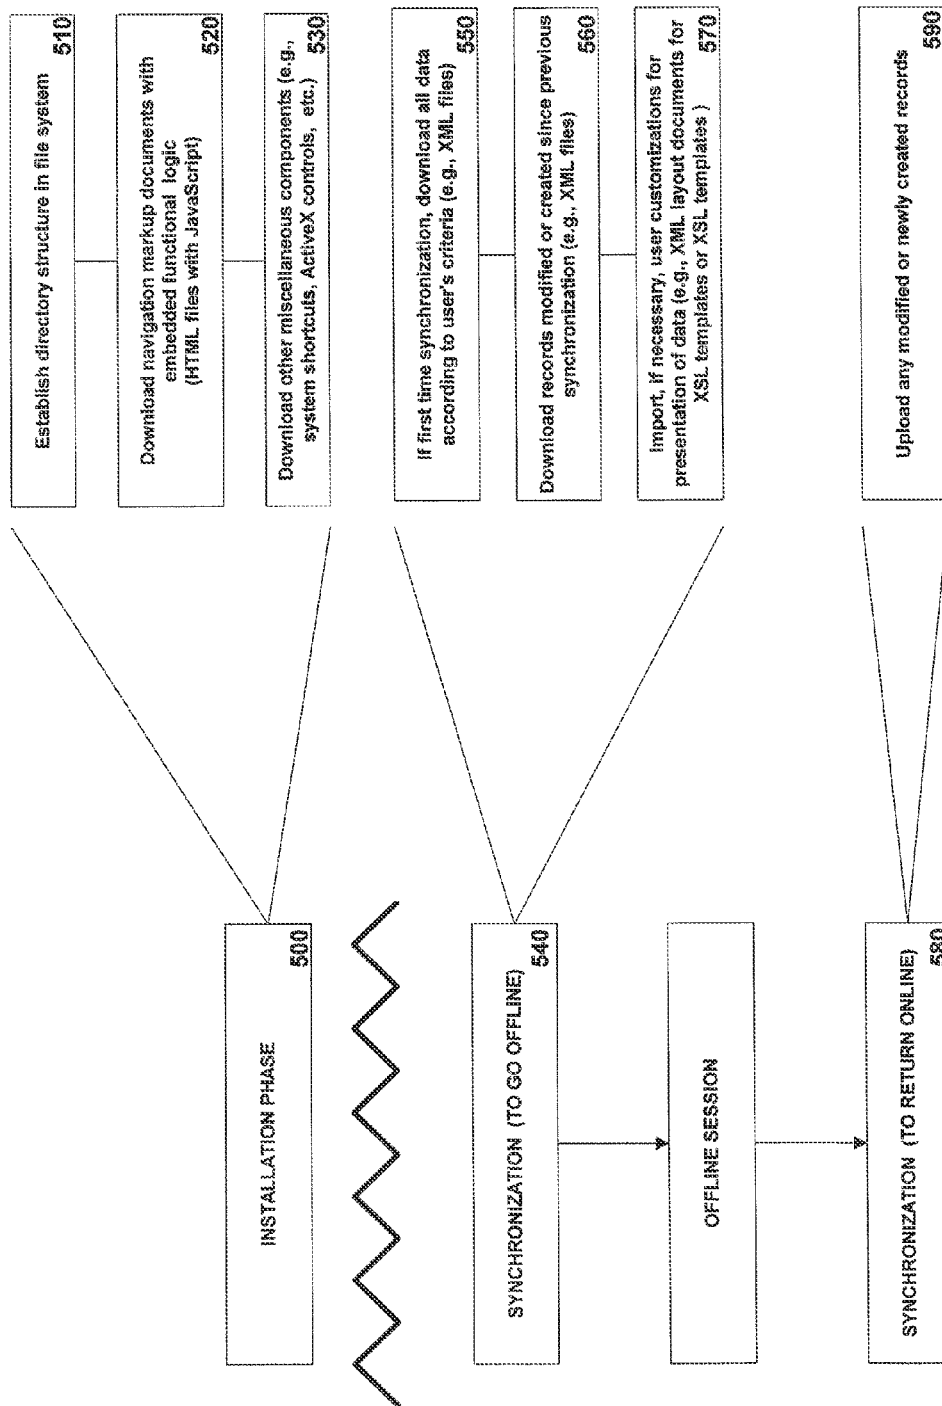 INSTALLATION PHASE
500
Establish directory structure in file system
510
Download navigation markup documents with
embedded functional logic
(HTML files with JavaScript)
520
Download other miscellaneous components (e.g.,
system shortcuts, ActiveX controls, etc.)
530
SYNCHRONIZATION (TO GO OFFLINE)
540
If first time synchronization, download all data
according to user's criteria (e.g., XML files)
550
Download records modified or created since previous
synchronization (e.g., XML files)
560
Import, if necessary, user customizations for
presentation of data (e.g., XML layout documents for
XSL templates or XSL templates )
570
OFFLINE SESSION
SYNCHRONIZATION (TO RETURN ONLINE)
580
Upload any modified or newly created records
590